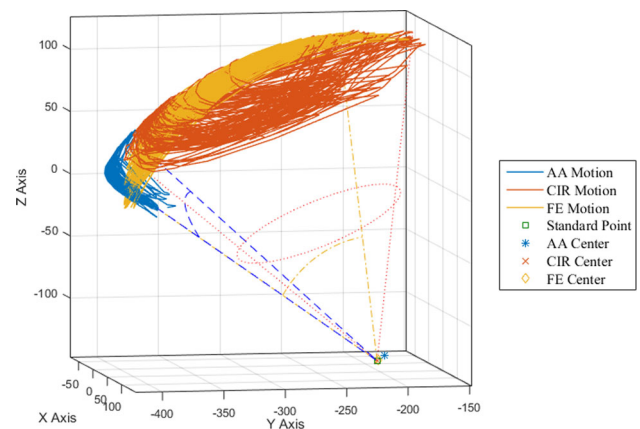 100
50
0
-50
-100
Z Axis
-50
0
50
100
X Axis
-400
-350
-300
-250
-200
-150
Y Axis
AA Motion
CIR Motion
FE Motion
Standard Point
AA Center
CIR Center
FE Center